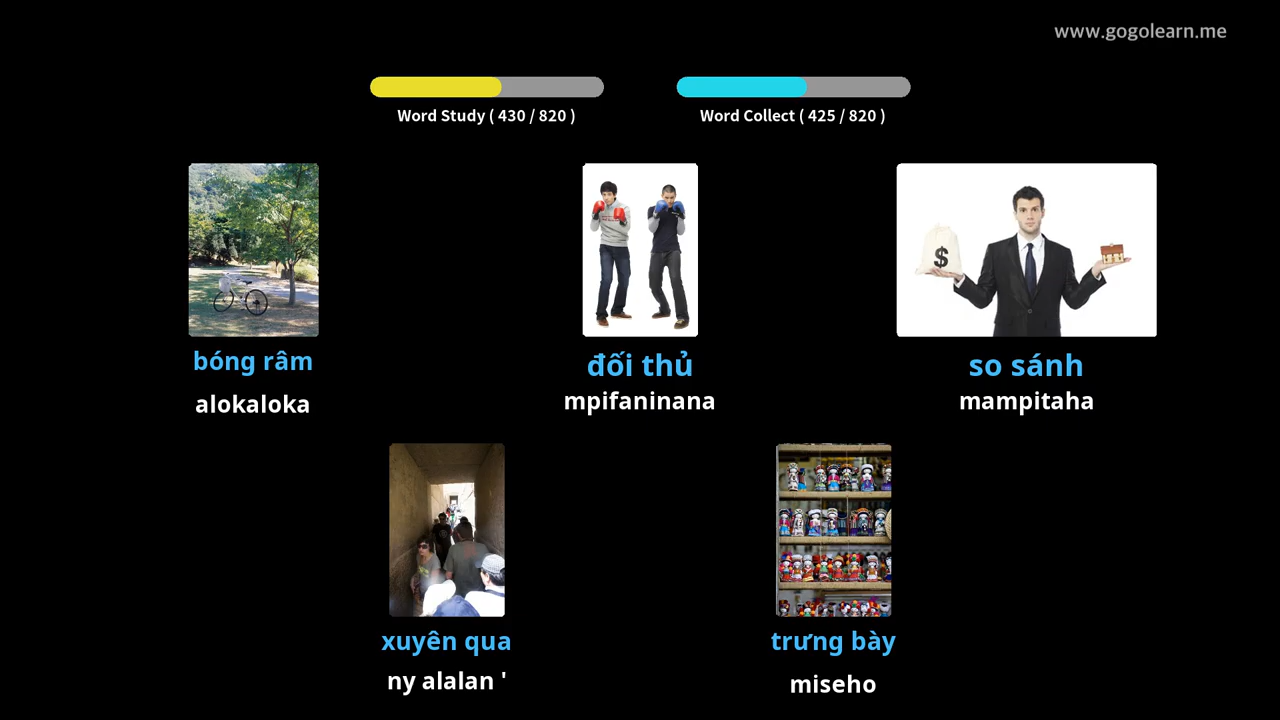 www.gogolearn.me
Word Study ( 430 / 820 )
Word Collect ( 425 / 820 )
bóng râm
alokaloka
đối thủ
mpifaninana
so sánh
mampitaha
$
xuyên qua
ny alalan '
trưng bày
miseho